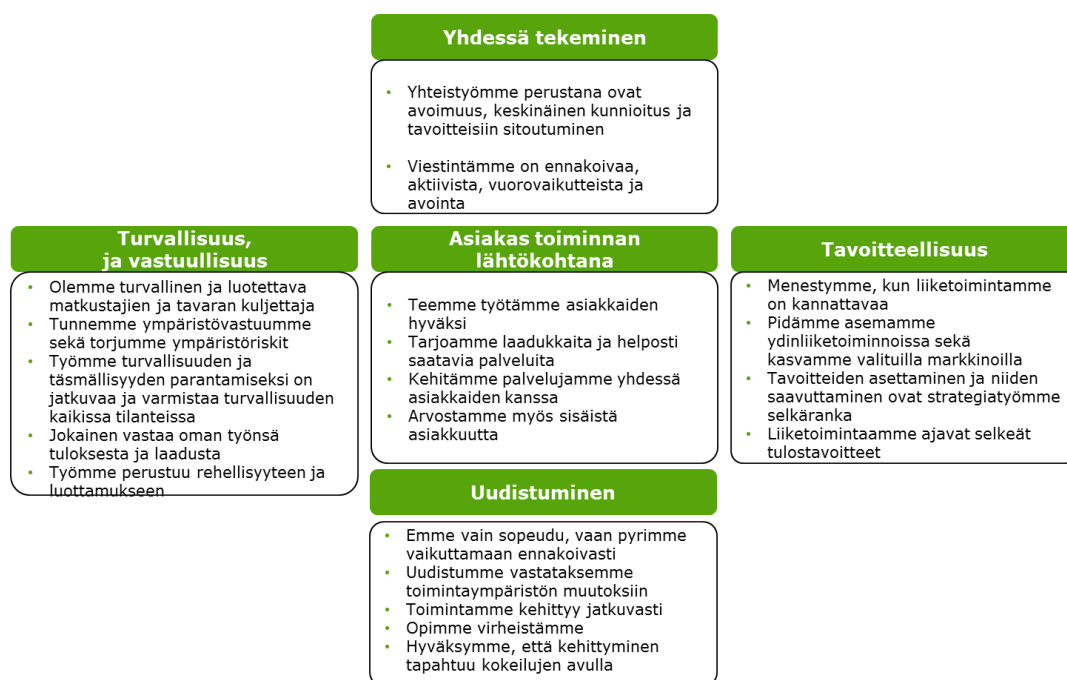 Yhdessä tekeminen
• Yhteistyömme perustana ovat
avoimuus, keskinäinen kunnioitus ja
tavoitteisiin sitoutuminen
• Viestintämme on ennakoivaa,
aktiivista, vuorovaikutteista ja
avointa
Turvallisuus,
ja vastuullisuus
• Olemme turvallinen ja luotettava
matkustajien ja tavaran kuljettaja
• Tunnemme ympäristövastuumme
sekä torjumme ympäristöriskit
• Työmme turvallisuuden ja
täsmällisyyden parantamiseksi on
jatkuvaa ja varmistaa turvallisuuden
kaikissa tilanteissa
• Jokainen vastaa oman työnsä
tuloksesta ja laadusta
• Työmme perustuu rehellisyyteen ja
luottamukseen
Asiakas toiminnan
lähtökohtana
• Teemme työtämme asiakkaiden
hyväksi
• Tarjoamme laadukkaita ja helposti
saatavia palveluita
• Kehitämme palvelujamme yhdessä
asiakkaiden kanssa
• Arvostamme myös sisäistä
asiakkuutta
Tavoitteellisuus
• Menestymme, kun liiketoimintamme
on kannattavaa
• Pidämme asemamme
ydinliiketoiminnoissa sekä
kasvamme valituilla markkinoilla
• Tavoitteiden asettaminen ja niiden
saavuttaminen ovat strategiatyömme
selkäranka
• Liiketoimintaamme ajavat selkeät
tulostavoitteet
Uudistuminen
• Emme vain sopeudu, vaan pyrimme
vaikuttamaan ennakoivasti
• Uudistumme vastataksemme
toimintaympäristön muutoksiin
• Toimintamme kehittyy jatkuvasti
• Opimme virheistämme
• Hyväksymme, että kehittyminen
tapahtuu kokeilujen avulla